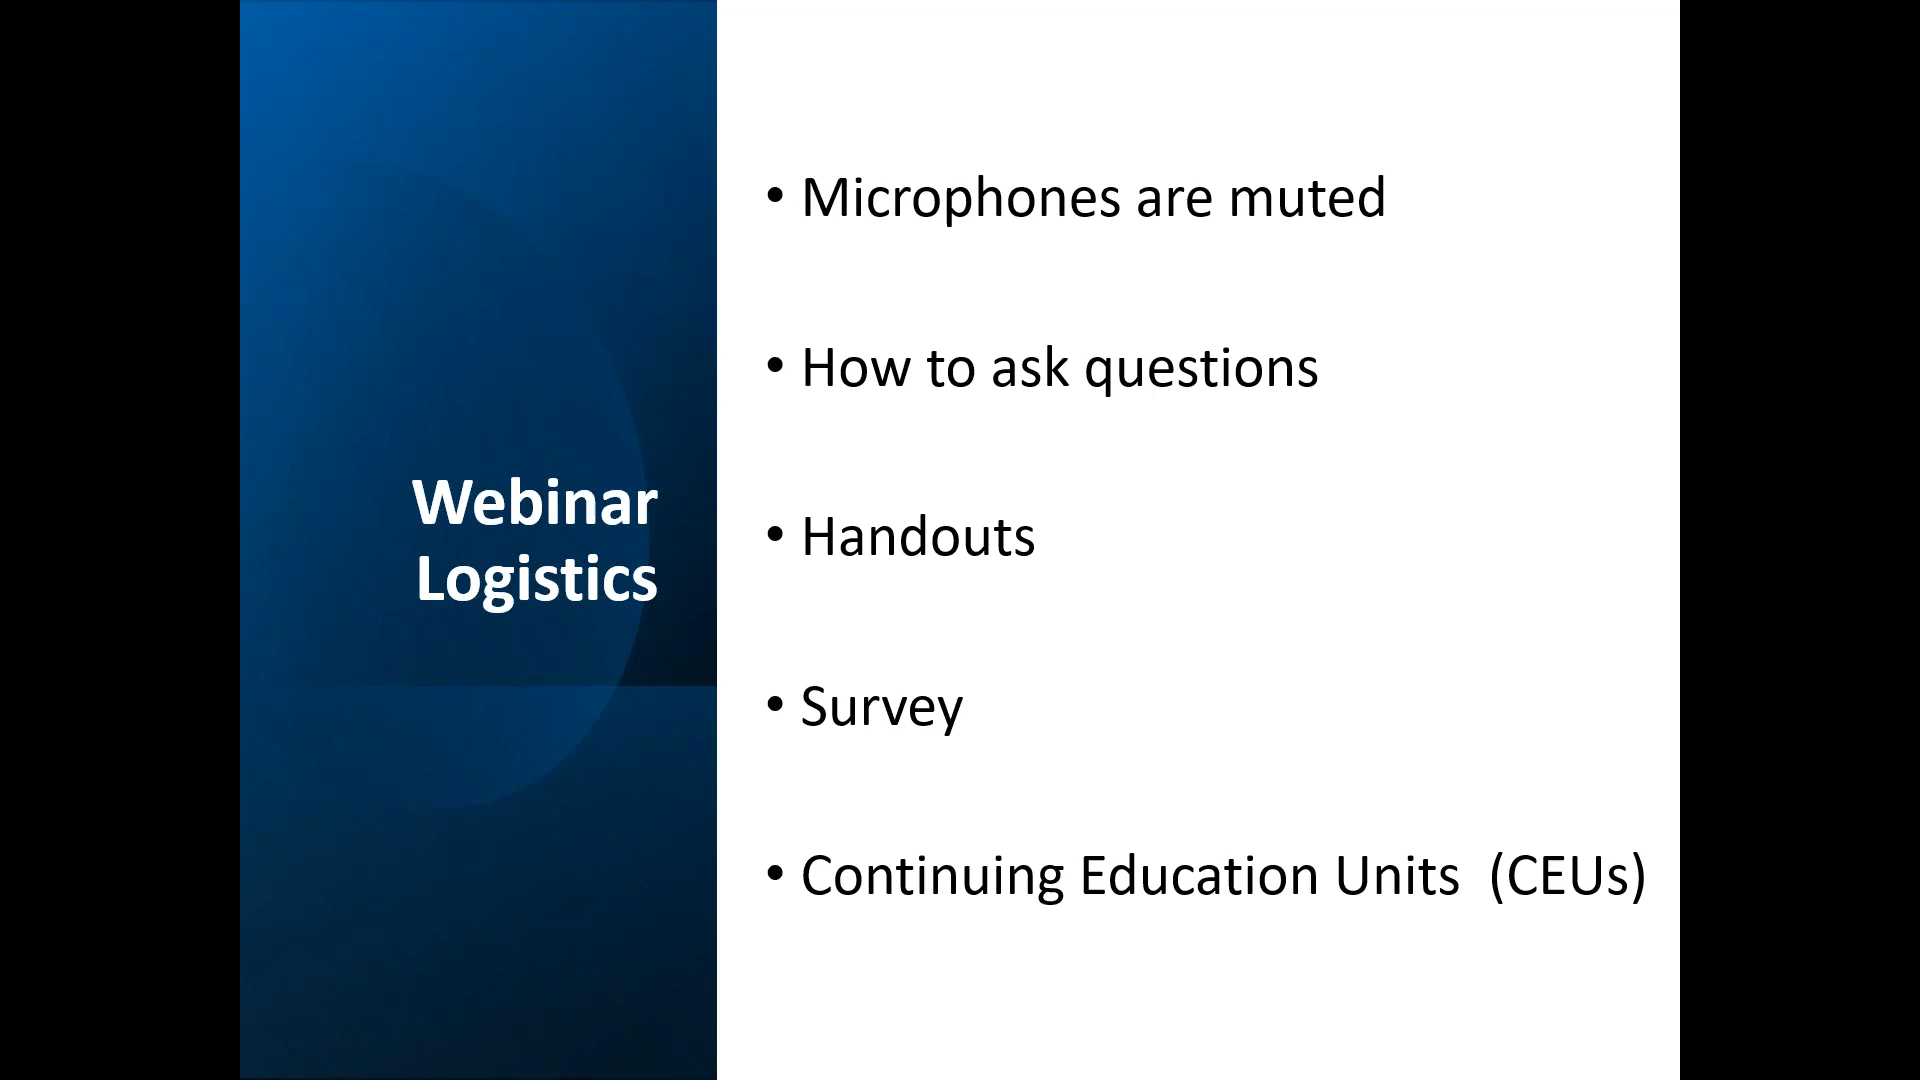 Webinar
Logistics
• Microphones are muted
• How to ask questions
• Handouts
• Survey
• Continuing Education Units  (CEUs)